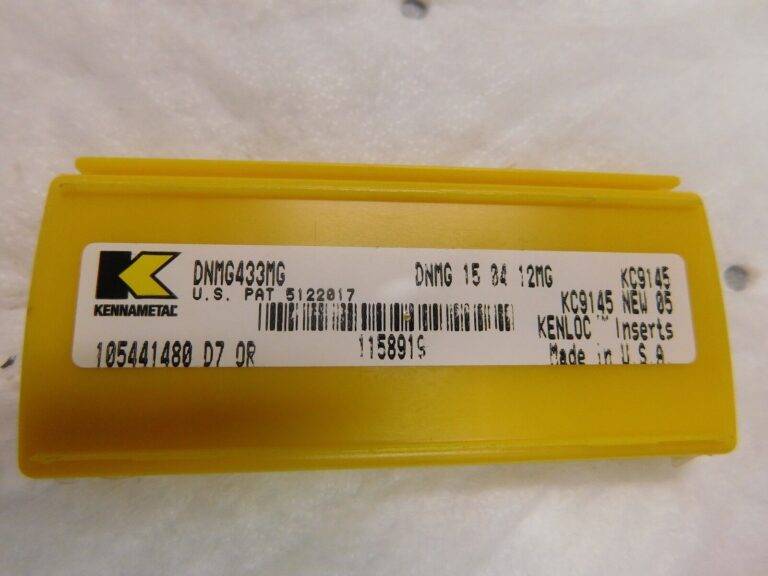 DNMG433MG DNMG 15 04 12MG KC9145
U.S. PAT 5122017 KC9145 NEW 05
KENNAMETAL KENLOC™ Inserts
105441480 D7 OR 1158919 Made in U.S.A